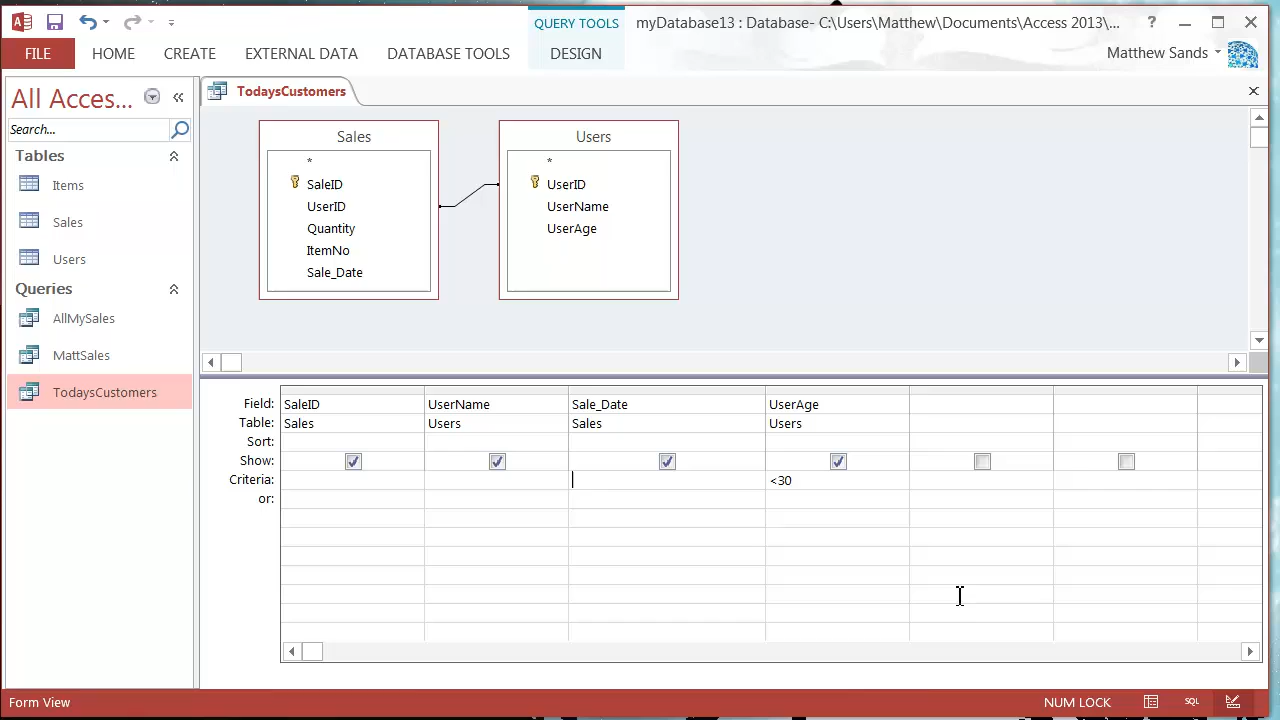 QUERY TOOLS
myDatabase13 : Database- C:\Users\Matthew\Documents\Access 2013\...
?
FILE
HOME
CREATE
EXTERNAL DATA
DATABASE TOOLS
DESIGN
Matthew Sands
All Acces...
TodaysCustomers
Search...
Tables
Items
Sales
Users
Queries
AllMySales
MattSales
TodaysCustomers
Sales
*
SaleID
UserID
Quantity
ItemNo
Sale_Date
Users
*
UserID
UserName
UserAge
Field: SaleID UserName Sale_Date UserAge
Table: Sales Users Sales Users
Sort:
Show:
Criteria: <30
or:
Form View
NUM LOCK
SQL